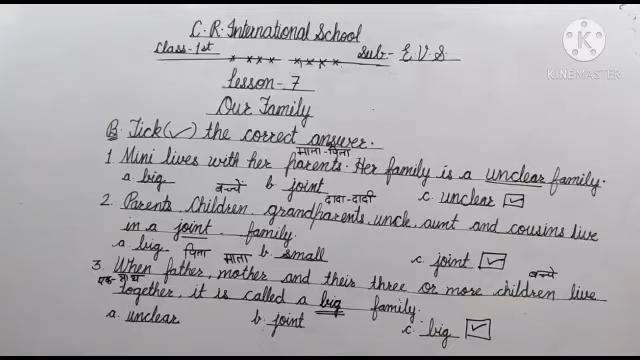 C.R. International School
Class-1st Sub- E.V.S
Lesson-7
Our Family
B. Tick(✓) the correct answer.
माता-पिता
1. Mini lives with her parents. Her family is a unclear family.
a. big b. joint c. unclear ✓
बच्चें दादा-दादी
2. Parents, Children, grandparents, uncle, aunt and cousins live
in a joint family.
a. big b. small c. joint ✓
पिता माता बच्चें
3. When father, mother and their three or more children live
एक साथ
together, it is called a big family.
a. unclear b. joint c. big ✓
K
KINEMASTER